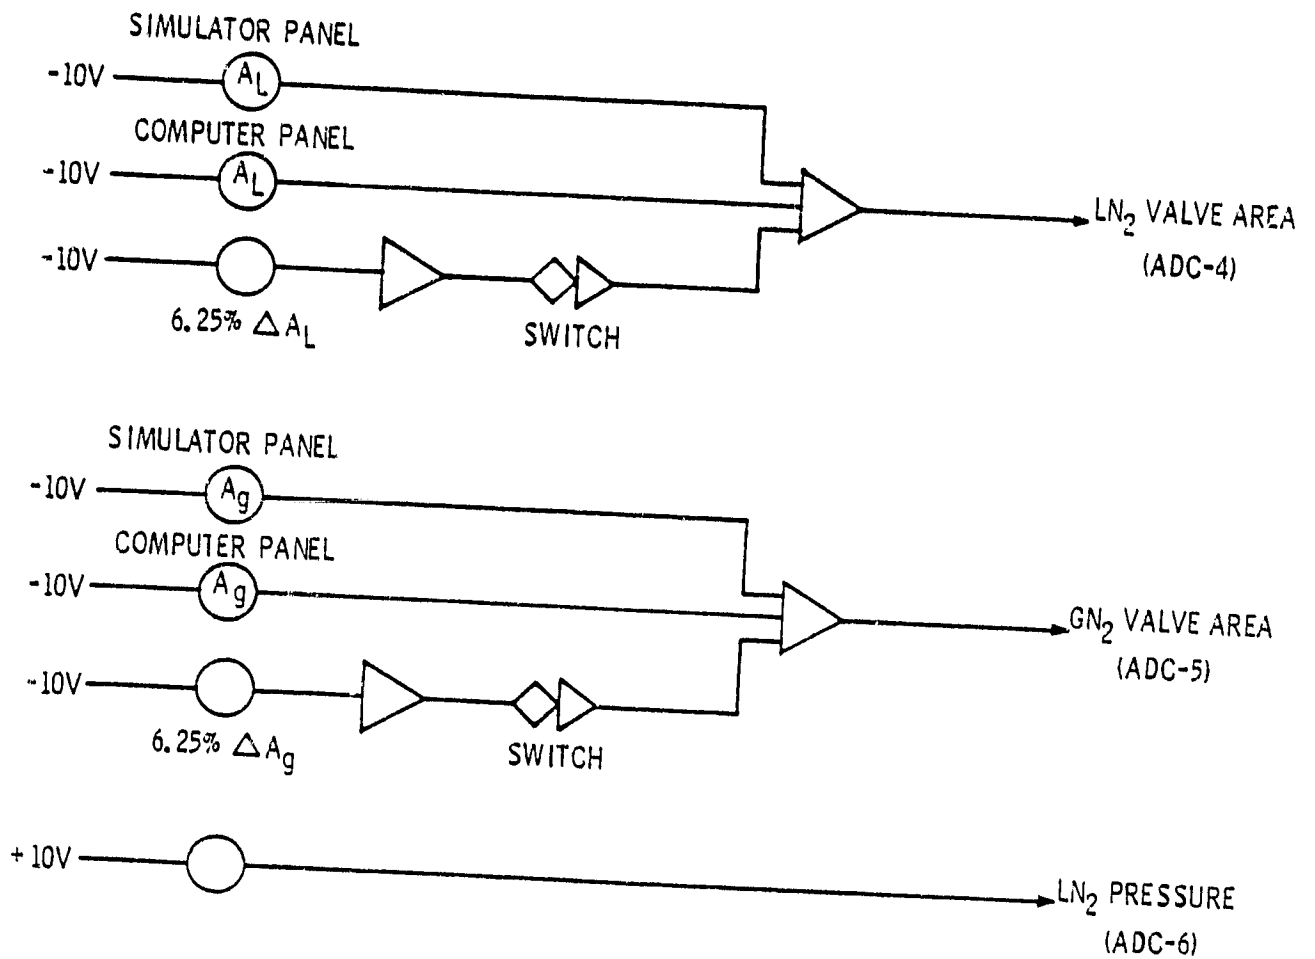 SIMULATOR PANEL
-10V A_L
COMPUTER PANEL
-10V A_L
LN₂ VALVE AREA
(ADC-4)
-10V
6.25% △ A_L
SWITCH
SIMULATOR PANEL
-10V A_g
COMPUTER PANEL
-10V A_g
GN₂ VALVE AREA
(ADC-5)
-10V
6.25% △ A_g
SWITCH
+10V
LN₂ PRESSURE
(ADC-6)